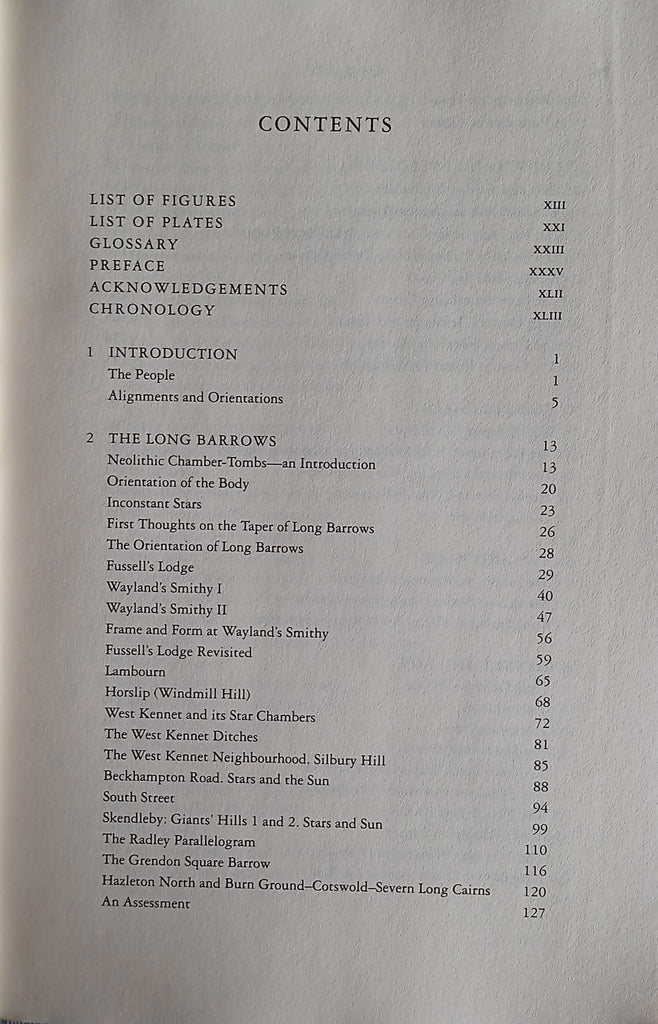 CONTENTS
LIST OF FIGURES XIII
LIST OF PLATES XXI
GLOSSARY XXIII
PREFACE XXXV
ACKNOWLEDGEMENTS XLII
CHRONOLOGY XLIII
1 INTRODUCTION 1
The People 1
Alignments and Orientations 5
2 THE LONG BARROWS 13
Neolithic Chamber-Tombs—an Introduction 13
Orientation of the Body 20
Inconstant Stars 23
First Thoughts on the Taper of Long Barrows 26
The Orientation of Long Barrows 28
Fussell's Lodge 29
Wayland's Smithy I 40
Wayland's Smithy II 47
Frame and Form at Wayland's Smithy 56
Fussell's Lodge Revisited 59
Lambourn 65
Horslip (Windmill Hill) 68
West Kennet and its Star Chambers 72
The West Kennet Ditches 81
The West Kennet Neighbourhood. Silbury Hill 85
Beckhampton Road. Stars and the Sun 88
South Street 94
Skendleby: Giants' Hills 1 and 2. Stars and Sun 99
The Radley Parallelogram 110
The Grendon Square Barrow 116
Hazleton North and Burn Ground–Cotswold–Severn Long Cairns 120
An Assessment 127